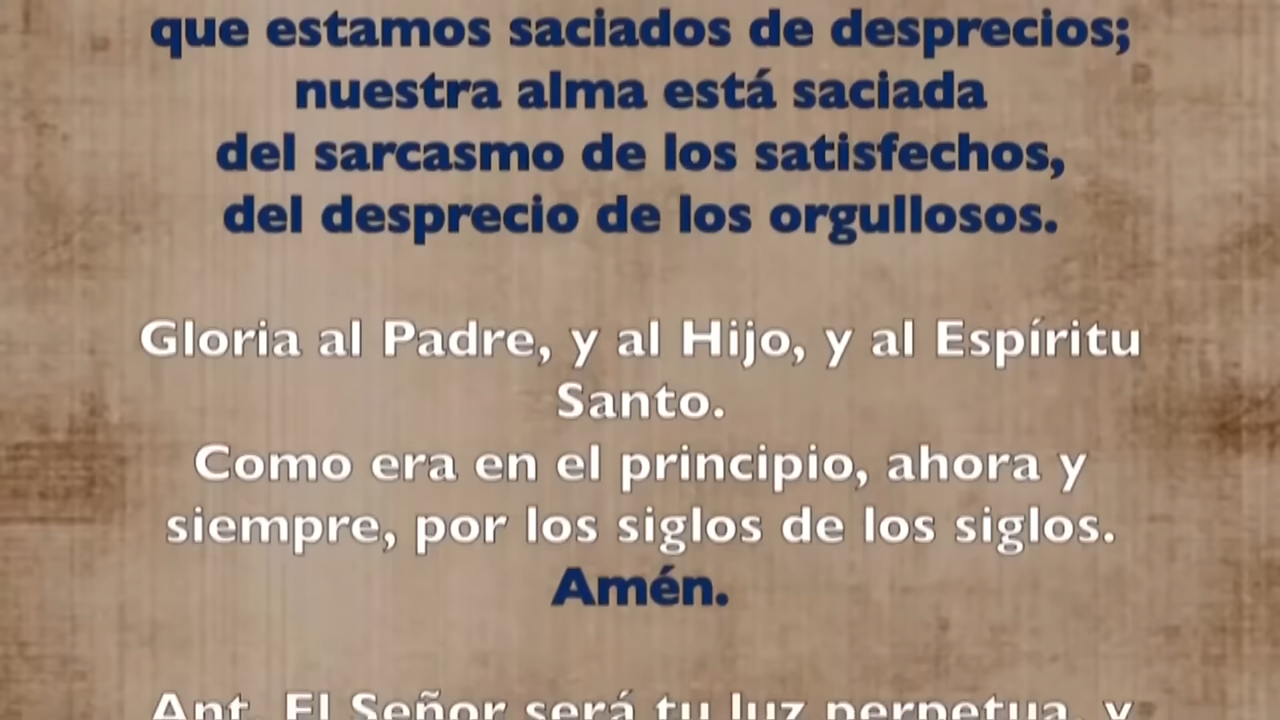 que estamos saciados de desprecios;
nuestra alma está saciada
del sarcasmo de los satisfechos,
del desprecio de los orgullosos.
Gloria al Padre, y al Hijo, y al Espíritu
Santo.
Como era en el principio, ahora y
siempre, por los siglos de los siglos.
Amén.
Ant. El Señor será tu luz perpetua, y